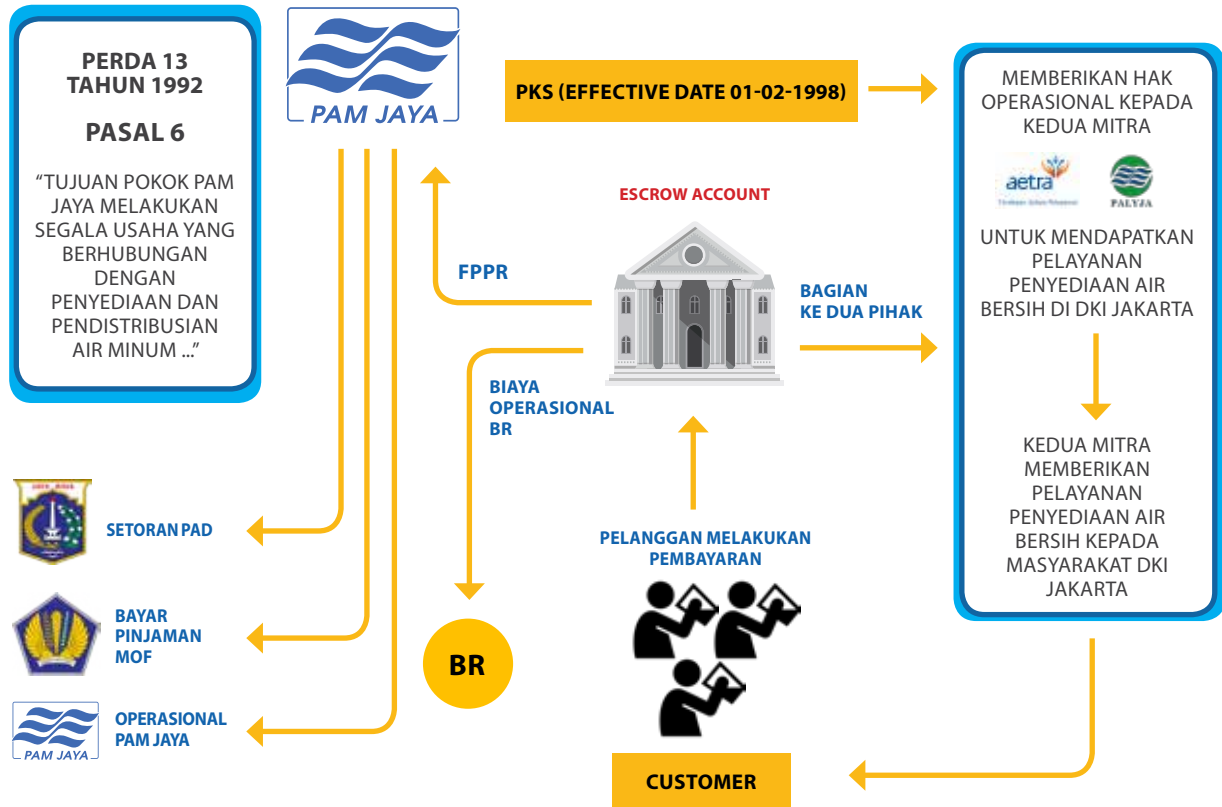 PERDA 13
TAHUN 1992
PASAL 6
“TUJUAN POKOK PAM
JAYA MELAKUKAN
SEGALA USAHA YANG
BERHUBUNGAN
DENGAN
PENYEDIAAN DAN
PENDISTRIBUSIAN
AIR MINUM ...”
PAM JAYA
PKS (EFFECTIVE DATE 01-02-1998)
MEMBERIKAN HAK
OPERASIONAL KEPADA
KEDUA MITRA
aetra
PALYJA
UNTUK MENDAPATKAN
PELAYANAN
PENYEDIAAN AIR
BERSIH DI DKI JAKARTA
KEDUA MITRA
MEMBERIKAN
PELAYANAN
PENYEDIAAN AIR
BERSIH KEPADA
MASYARAKAT DKI
JAKARTA
ESCROW ACCOUNT
FPPR
BAGIAN
KE DUA PIHAK
BIAYA
OPERASIONAL
BR
SETORAN PAD
BAYAR
PINJAMAN
MOF
PAM JAYA
OPERASIONAL
PAM JAYA
BR
PELANGGAN MELAKUKAN
PEMBAYARAN
CUSTOMER